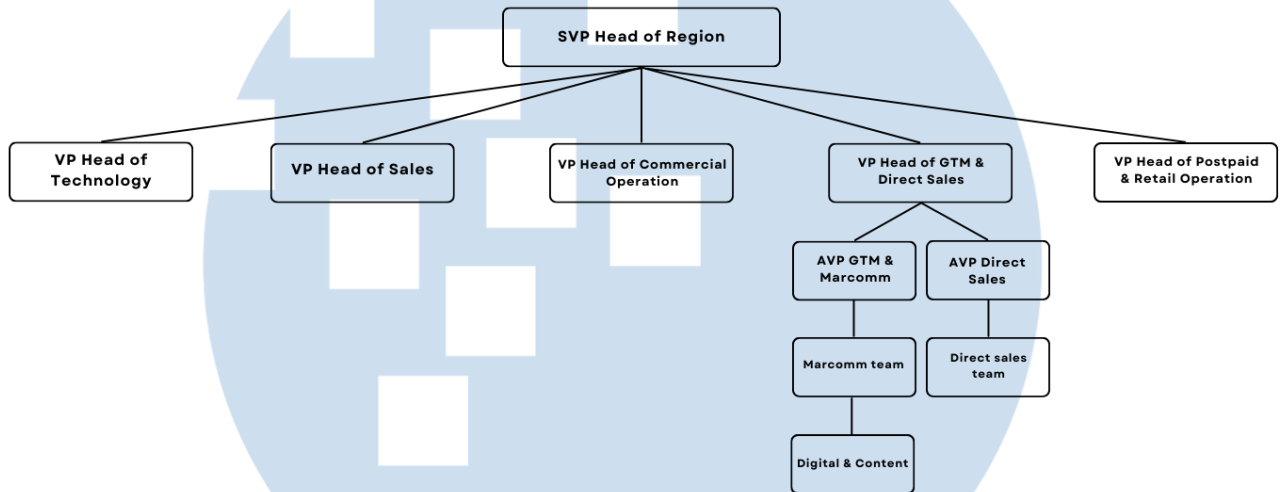 SVP Head of Region
VP Head of
Technology
VP Head of Sales
VP Head of Commercial
Operation
VP Head of GTM &
Direct Sales
VP Head of Postpaid
& Retail Operation
AVP GTM &
Marcomm
AVP Direct
Sales
Marcomm team
Direct sales
team
Digital & Content